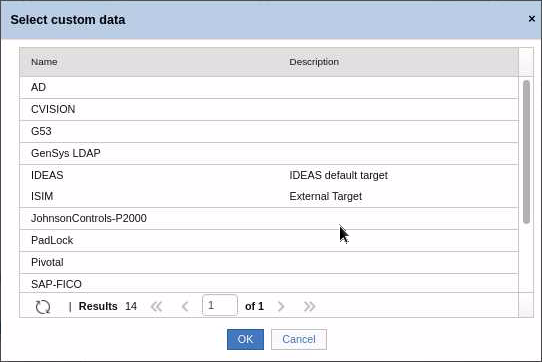 Select custom data ×
Name Description
AD
CVISION
G53
GenSys LDAP
IDEAS IDEAS default target
ISIM External Target
JohnsonControls-P2000
PadLock
Pivotal
SAP-FICO
| Results 14 1 of 1
OK Cancel